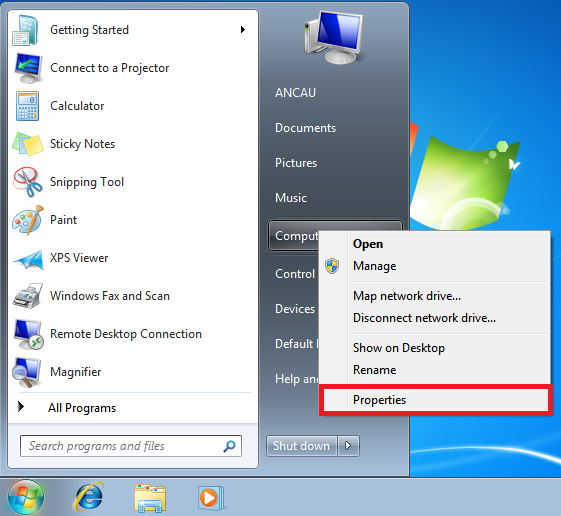 Getting Started
Connect to a Projector
Calculator
Sticky Notes
Snipping Tool
Paint
XPS Viewer
Windows Fax and Scan
Remote Desktop Connection
Magnifier
All Programs
Search programs and files
ANCAU
Documents
Pictures
Music
Comput
Control
Devices
Default
Help and
Shut down
Open
Manage
Map network drive...
Disconnect network drive...
Show on Desktop
Rename
Properties